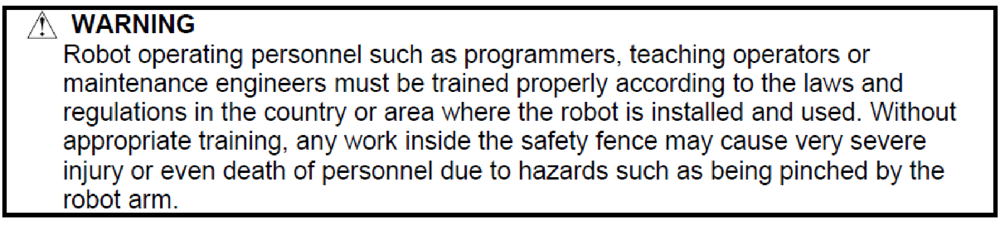 WARNING
Robot operating personnel such as programmers, teaching operators or
maintenance engineers must be trained properly according to the laws and
regulations in the country or area where the robot is installed and used. Without
appropriate training, any work inside the safety fence may cause very severe
injury or even death of personnel due to hazards such as being pinched by the
robot arm.